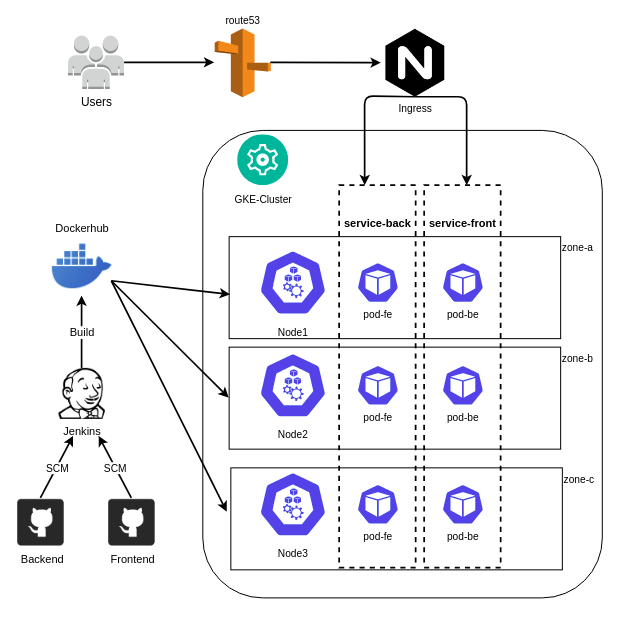 route53
Users
Ingress
GKE-Cluster
Dockerhub
service-back
service-front
zone-a
Node1
pod-fe
pod-be
Build
zone-b
Node2
pod-fe
pod-be
Jenkins
SCM
SCM
zone-c
Node3
pod-fe
pod-be
Backend
Frontend